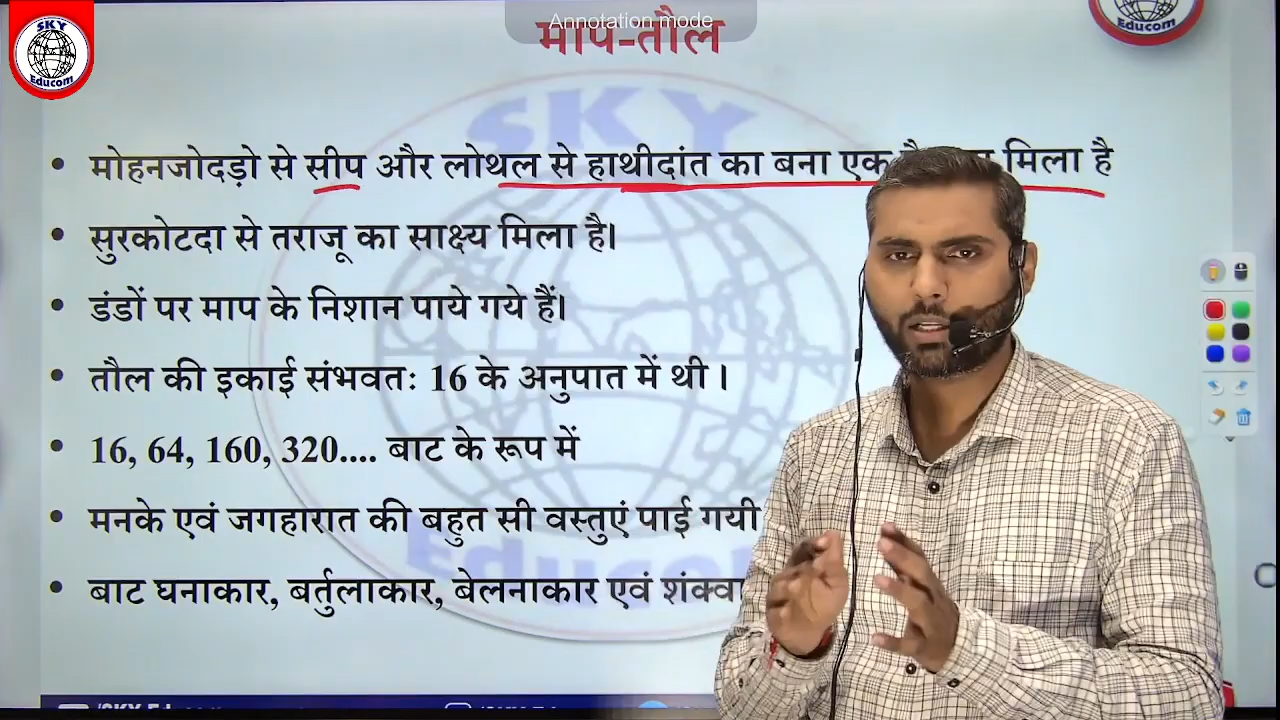 SKY
Educom
Annotation mode
Educom
माप-तौल
SKY
• मोहनजोदड़ो से सीप और लोथल से हाथीदांत का बना एक मिला है
• सुरकोटदा से तराजू का साक्ष्य मिला है।
• डंडों पर माप के निशान पाये गये हैं।
• तौल की इकाई संभवतः 16 के अनुपात में थी ।
• 16, 64, 160, 320.... बाट के रूप में
• मनके एवं जगहारात की बहुत सी वस्तुएं पाई गयी
• बाट घनाकार, बर्तुलाकार, बेलनाकार एवं